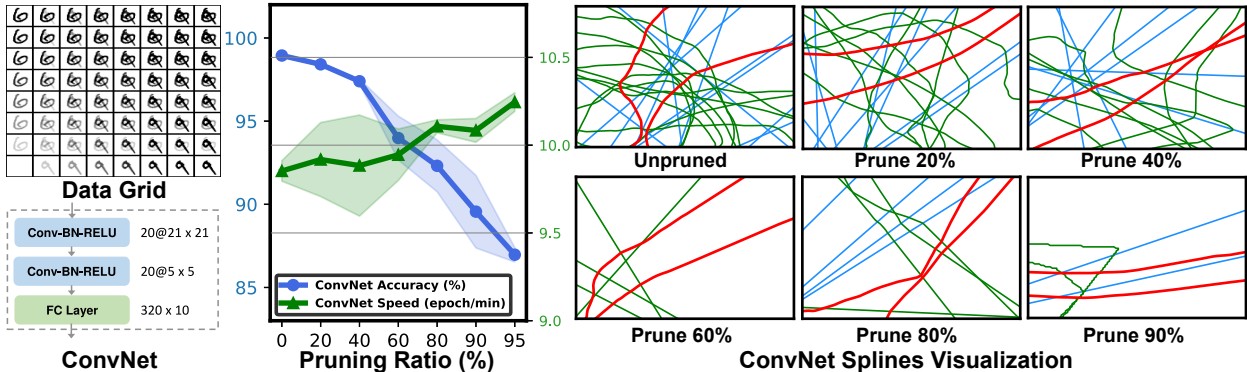 Data Grid
Conv-BN-RELU 20@21 x 21
Conv-BN-RELU 20@5 x 5
FC Layer 320 x 10
ConvNet
100
95
90
85
10.5
10.0
9.5
9.0
ConvNet Accuracy (%)
ConvNet Speed (epoch/min)
0 20 40 60 80 90 95
Pruning Ratio (%)
Unpruned
Prune 20%
Prune 40%
Prune 60%
Prune 80%
Prune 90%
ConvNet Splines Visualization